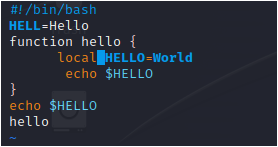 #!/bin/bash
HELL=Hello
function hello {
      local HELLO=World
       echo $HELLO
}
echo $HELLO
hello
~